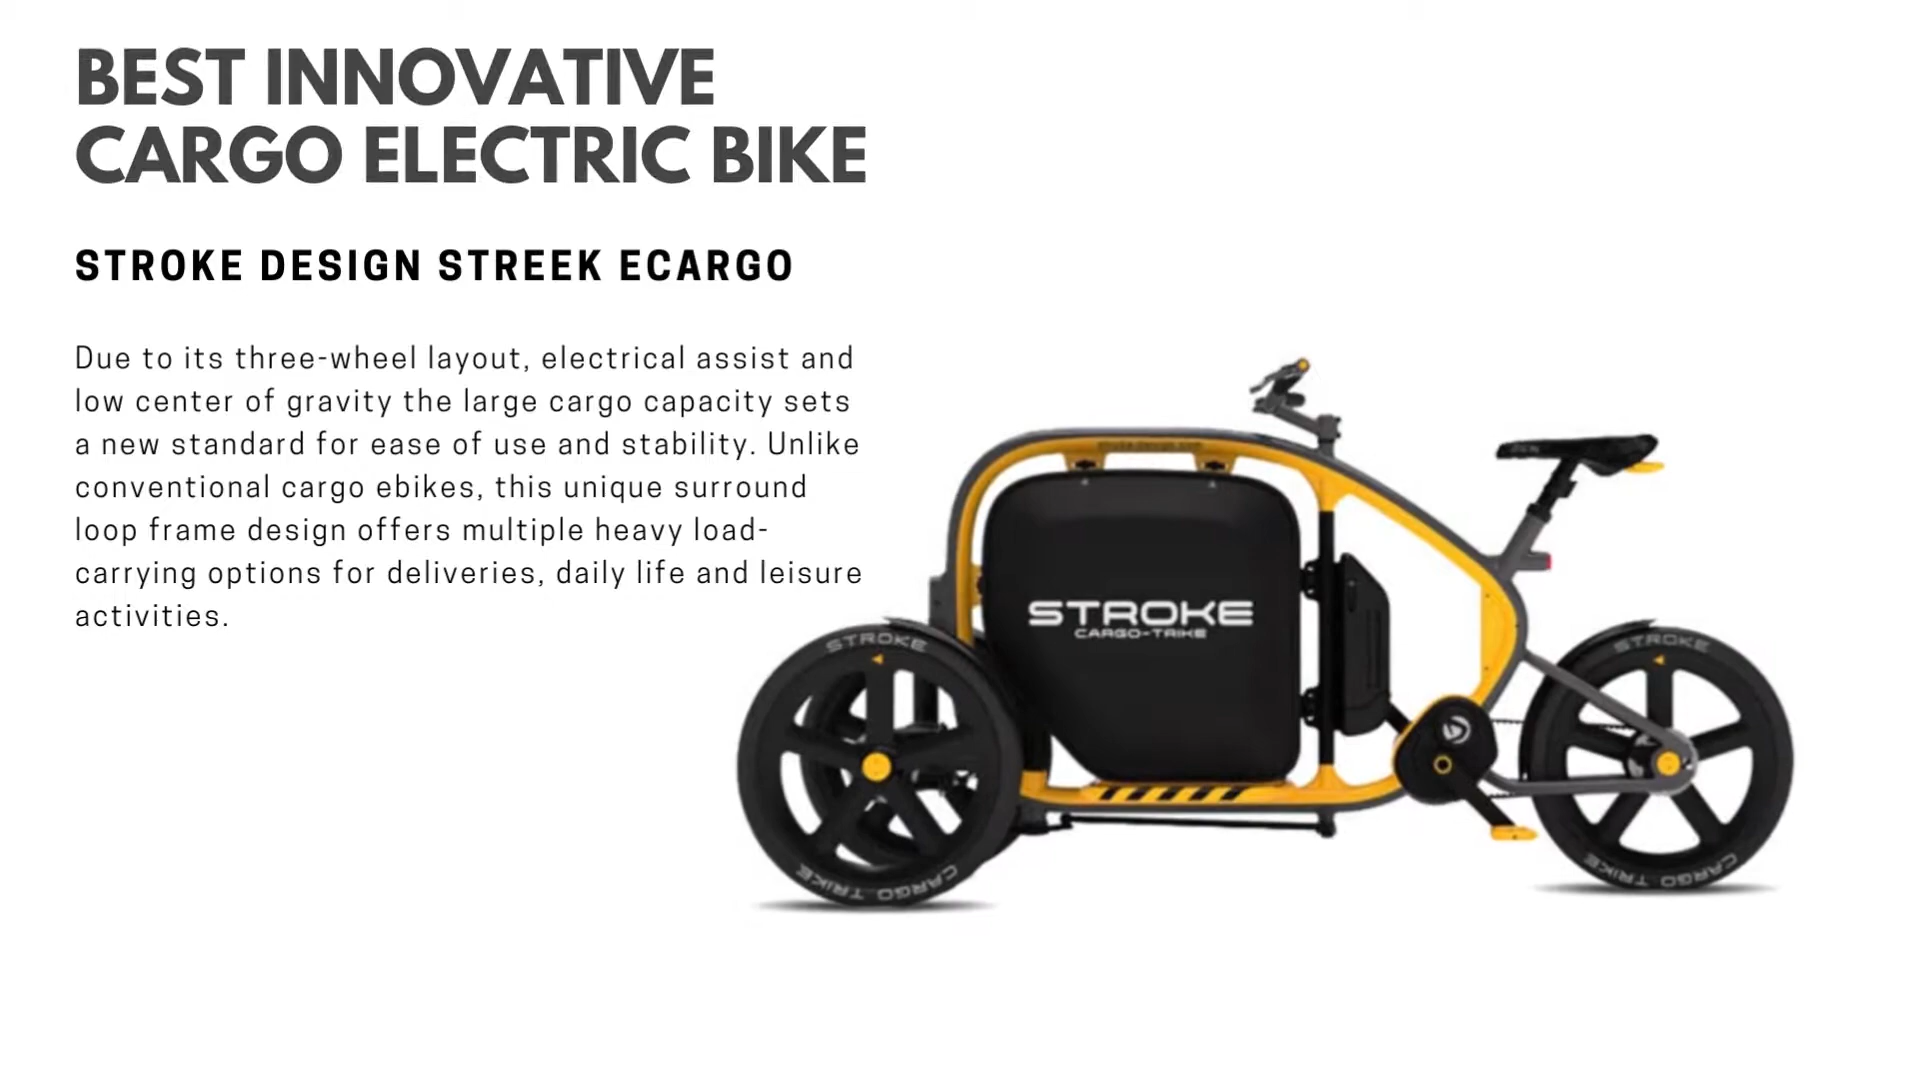 BEST INNOVATIVE
CARGO ELECTRIC BIKE
STROKE DESIGN STREEK ECARGO
Due to its three-wheel layout, electrical assist and
low center of gravity the large cargo capacity sets
a new standard for ease of use and stability. Unlike
conventional cargo ebikes, this unique surround
loop frame design offers multiple heavy load-
carrying options for deliveries, daily life and leisure
activities.
STROKE
CARGO-TRIKE
STROKE
CARGO TRIKE
STROKE
CARGO TRIKE